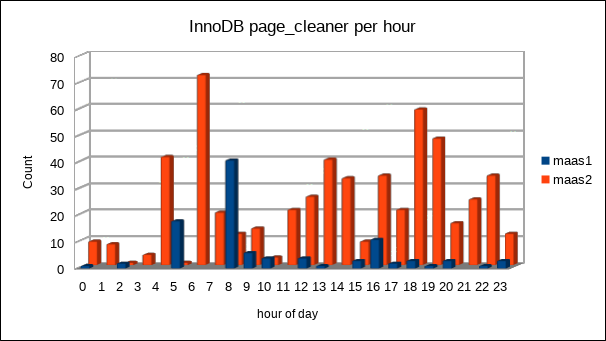 InnoDB page_cleaner per hour
80
70
60
50
40
30
20
10
0
Count
maas1
maas2
0 1 2 3 4 5 6 7 8 9 10 11 12 13 14 15 16 17 18 19 20 21 22 23
hour of day